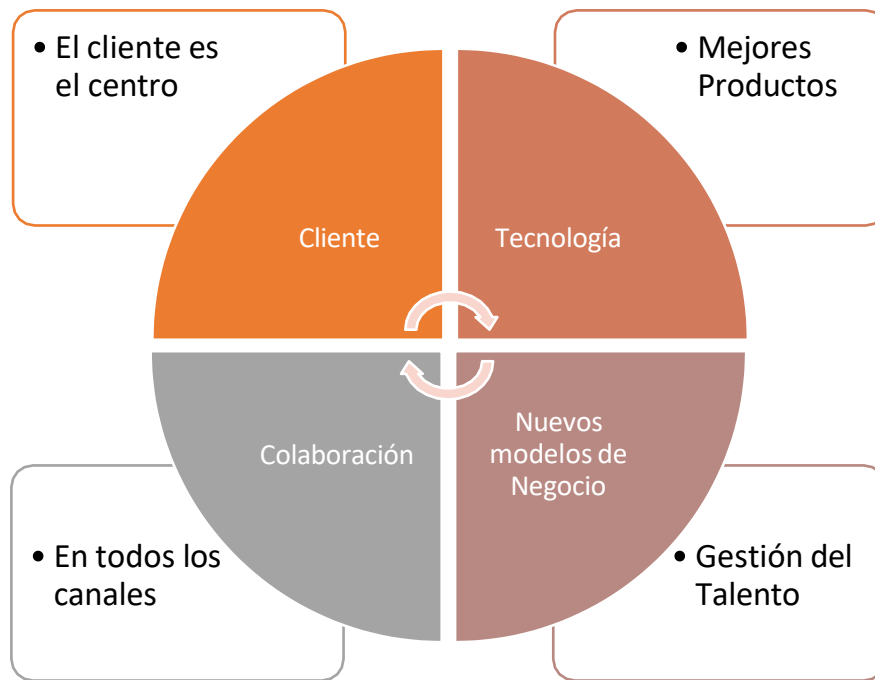 • El cliente es
el centro
• Mejores
Productos
Cliente
Tecnología
Colaboración
Nuevos
modelos de
Negocio
• En todos los
canales
• Gestión del
Talento